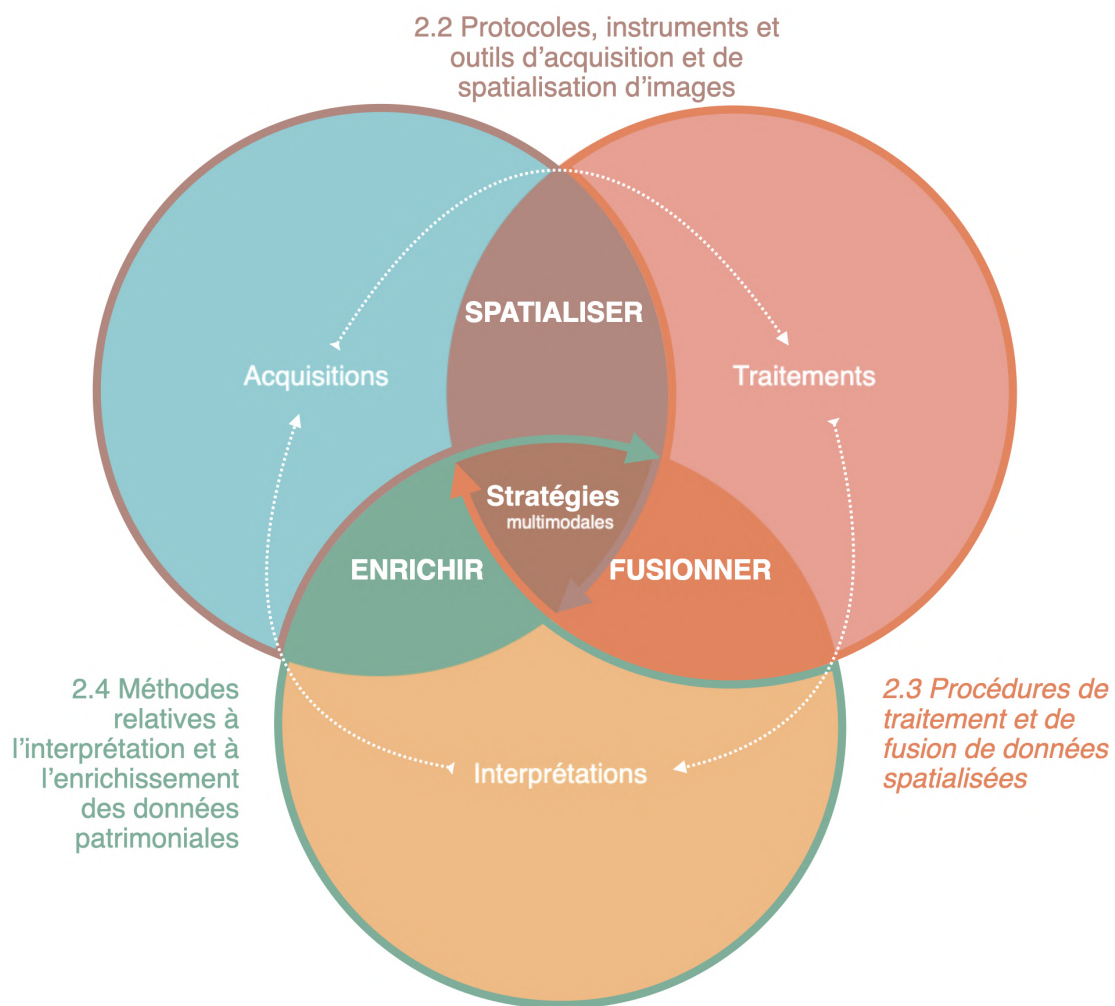 2.2 Protocoles, instruments et
outils d’acquisition et de
spatialisation d’images
SPATIALISER
Acquisitions
Traitements
Stratégies
multimodales
ENRICHIR
FUSIONNER
2.4 Méthodes
relatives à
l’interprétation et à
l’enrichissement
des données
patrimoniales
2.3 Procédures de
traitement et de
fusion de données
spatialisées
Interprétations